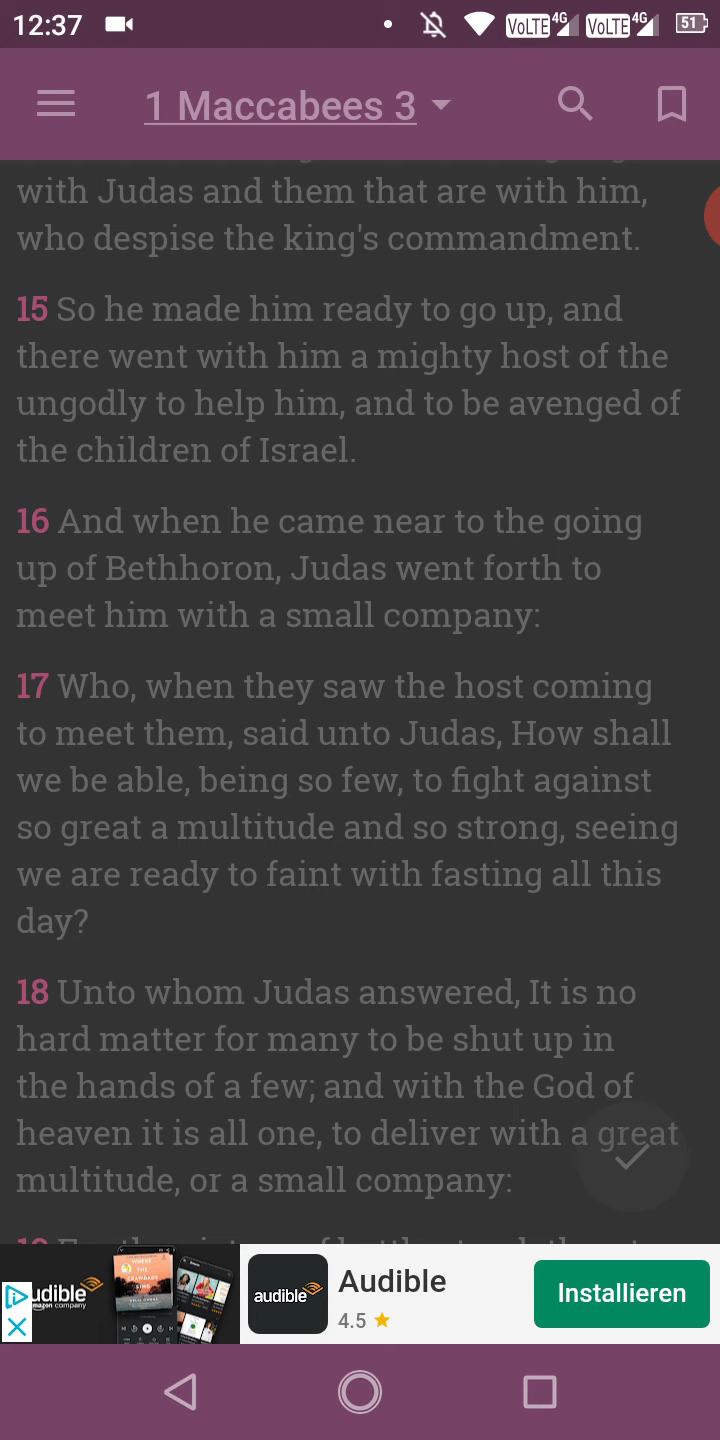 12:37
VoLTE 4G VoLTE 4G 51
1 Maccabees 3
with Judas and them that are with him,
who despise the king's commandment.
15 So he made him ready to go up, and
there went with him a mighty host of the
ungodly to help him, and to be avenged of
the children of Israel.
16 And when he came near to the going
up of Bethhoron, Judas went forth to
meet him with a small company:
17 Who, when they saw the host coming
to meet them, said unto Judas, How shall
we be able, being so few, to fight against
so great a multitude and so strong, seeing
we are ready to faint with fasting all this
day?
18 Unto whom Judas answered, It is no
hard matter for many to be shut up in
the hands of a few; and with the God of
heaven it is all one, to deliver with a great
multitude, or a small company:
WHERE
THE
CRAWDADS
SING
udible
amazon company
audible
Audible
4.5
Installieren